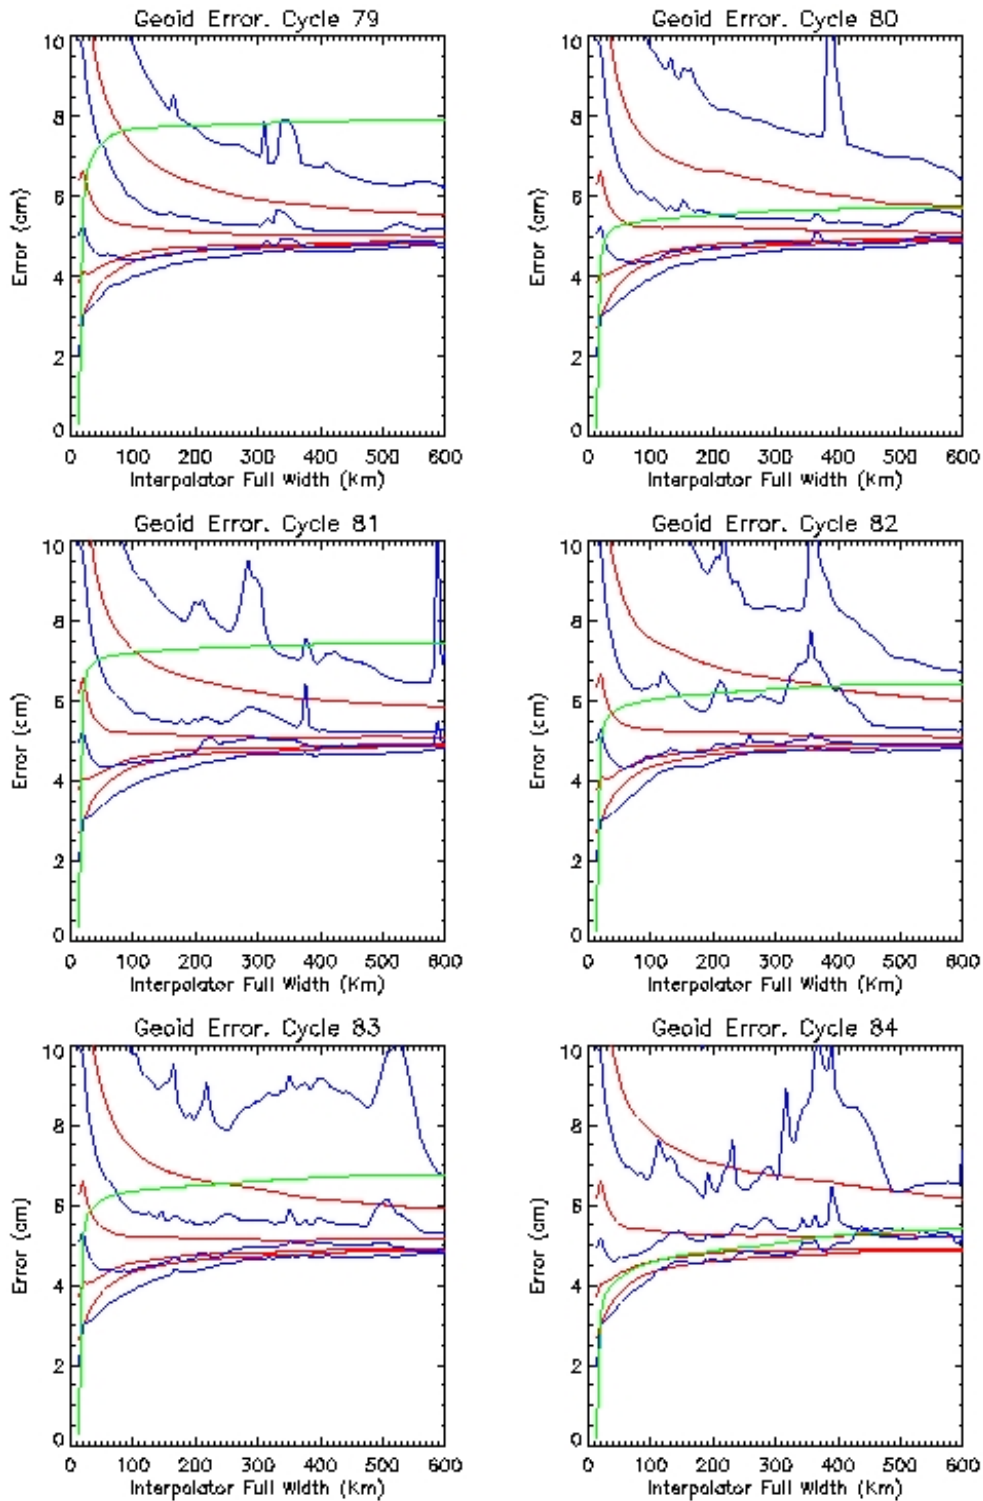 Geoid Error. Cycle 79
10
8
6
4
2
0
Error (cm)
0 100 200 300 400 500 600
Interpolator Full Width (Km)
Geoid Error. Cycle 80
10
8
6
4
2
0
Error (cm)
0 100 200 300 400 500 600
Interpolator Full Width (Km)
Geoid Error. Cycle 81
10
8
6
4
2
0
Error (cm)
0 100 200 300 400 500 600
Interpolator Full Width (Km)
Geoid Error. Cycle 82
10
8
6
4
2
0
Error (cm)
0 100 200 300 400 500 600
Interpolator Full Width (Km)
Geoid Error. Cycle 83
10
8
6
4
2
0
Error (cm)
0 100 200 300 400 500 600
Interpolator Full Width (Km)
Geoid Error. Cycle 84
10
8
6
4
2
0
Error (cm)
0 100 200 300 400 500 600
Interpolator Full Width (Km)